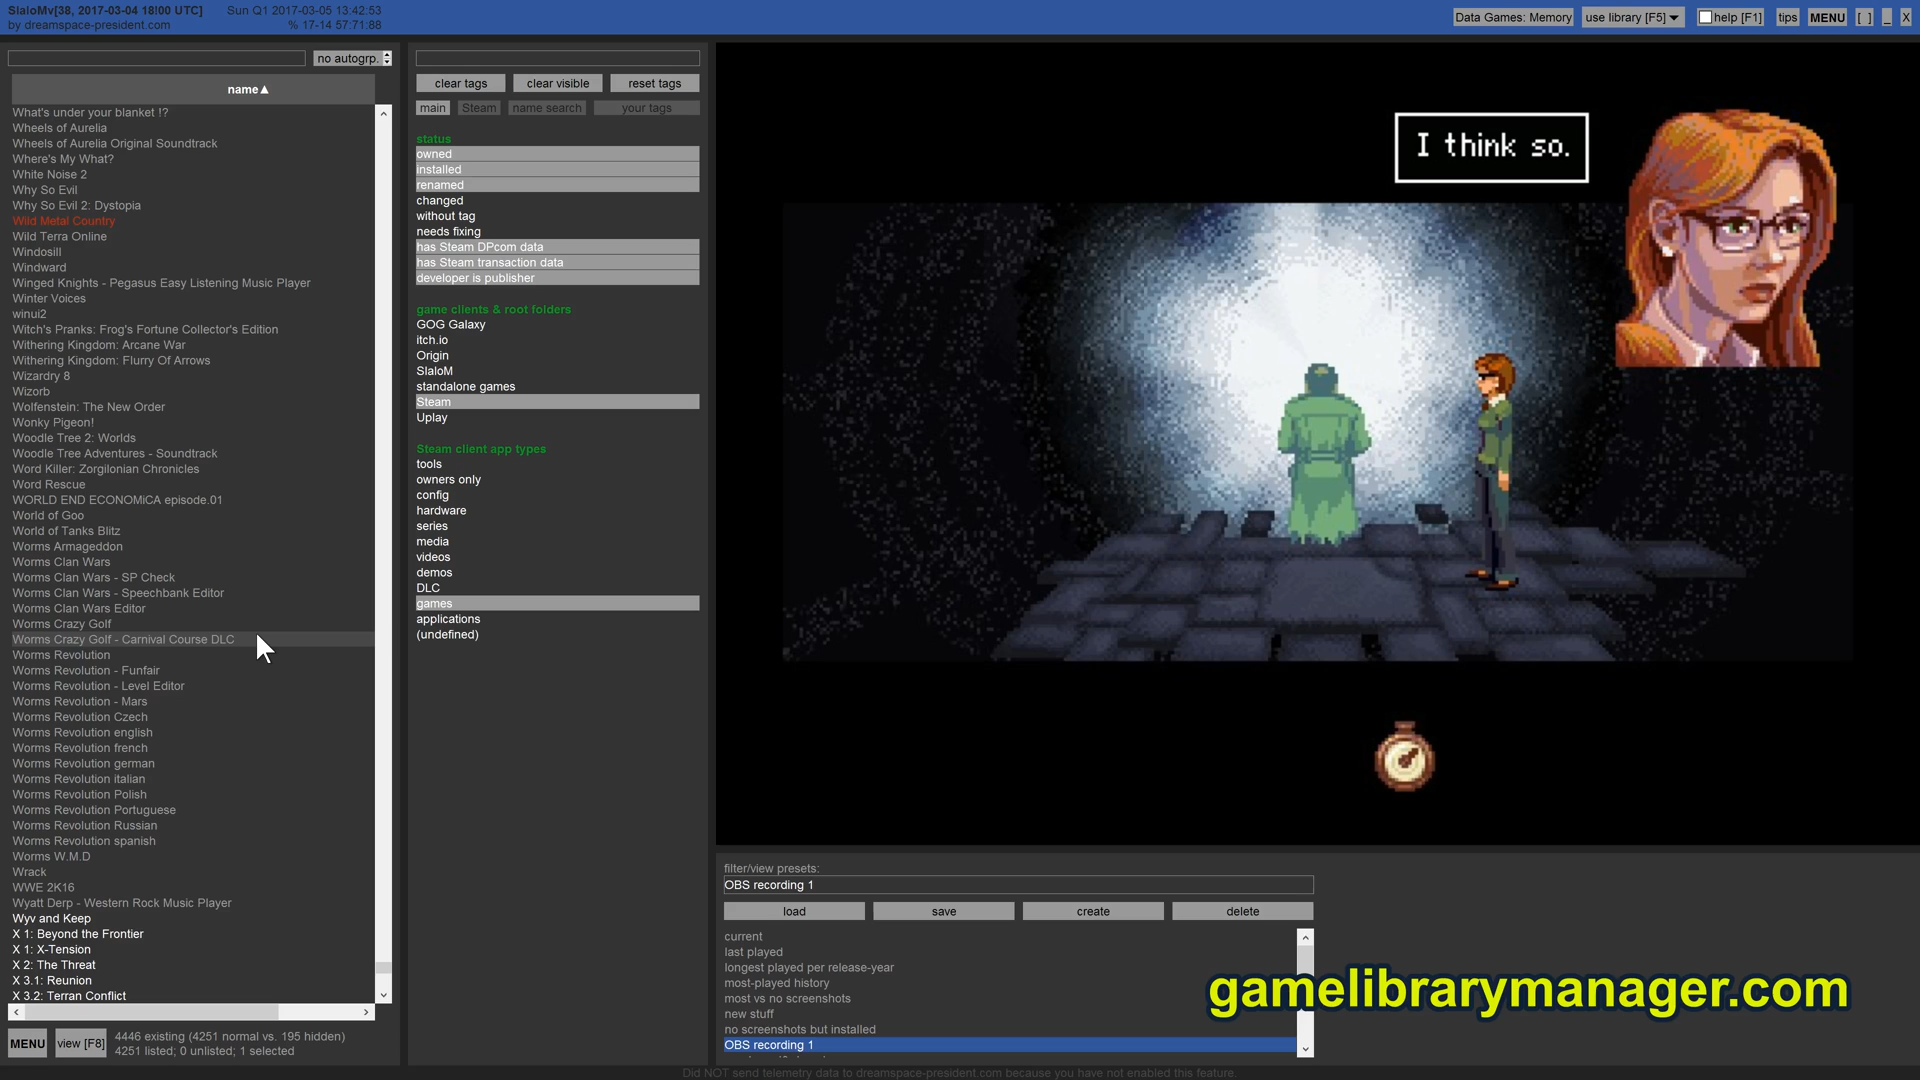 SlaloMv[38, 2017-03-04 18!00 UTC]
by dreamspace-president.com
Sun Q1 2017-03-05 13:42:53
% 17-14 57:71:88
Data Games: Memory
use library [F5]
help [F1]
tips
MENU
[ ]
_
X
no autogrp.
name▲
What's under your blanket !?
Wheels of Aurelia
Wheels of Aurelia Original Soundtrack
Where's My What?
White Noise 2
Why So Evil
Why So Evil 2: Dystopia
Wild Metal Country
Wild Terra Online
Windosill
Windward
Winged Knights - Pegasus Easy Listening Music Player
Winter Voices
winui2
Witch's Pranks: Frog's Fortune Collector's Edition
Withering Kingdom: Arcane War
Withering Kingdom: Flurry Of Arrows
Wizardry 8
Wizorb
Wolfenstein: The New Order
Wonky Pigeon!
Woodle Tree 2: Worlds
Woodle Tree Adventures - Soundtrack
Word Killer: Zorgilonian Chronicles
Word Rescue
WORLD END ECONOMiCA episode.01
World of Goo
World of Tanks Blitz
Worms Armageddon
Worms Clan Wars
Worms Clan Wars - SP Check
Worms Clan Wars - Speechbank Editor
Worms Clan Wars Editor
Worms Crazy Golf
Worms Crazy Golf - Carnival Course DLC
Worms Revolution
Worms Revolution - Funfair
Worms Revolution - Level Editor
Worms Revolution - Mars
Worms Revolution Czech
Worms Revolution english
Worms Revolution french
Worms Revolution german
Worms Revolution italian
Worms Revolution Polish
Worms Revolution Portuguese
Worms Revolution Russian
Worms Revolution spanish
Worms W.M.D
Wrack
WWE 2K16
Wyatt Derp - Western Rock Music Player
Wyv and Keep
X 1: Beyond the Frontier
X 1: X-Tension
X 2: The Threat
X 3.1: Reunion
X 3.2: Terran Conflict
MENU
view [F8]
4446 existing (4251 normal vs. 195 hidden)
4251 listed; 0 unlisted; 1 selected
clear tags
clear visible
reset tags
main
Steam
name search
your tags
status
owned
installed
renamed
changed
without tag
needs fixing
has Steam DPcom data
has Steam transaction data
developer is publisher
game clients & root folders
GOG Galaxy
itch.io
Origin
SlaloM
standalone games
Steam
Uplay
Steam client app types
tools
owners only
config
hardware
series
media
videos
demos
DLC
games
applications
(undefined)
I think so.
filter/view presets:
OBS recording 1
load
save
create
delete
current
last played
longest played per release-year
most-played history
most vs no screenshots
new stuff
no screenshots but installed
OBS recording 1
gamelibrarymanager.com
Did NOT send telemetry data to dreamspace-president.com because you have not enabled this feature.